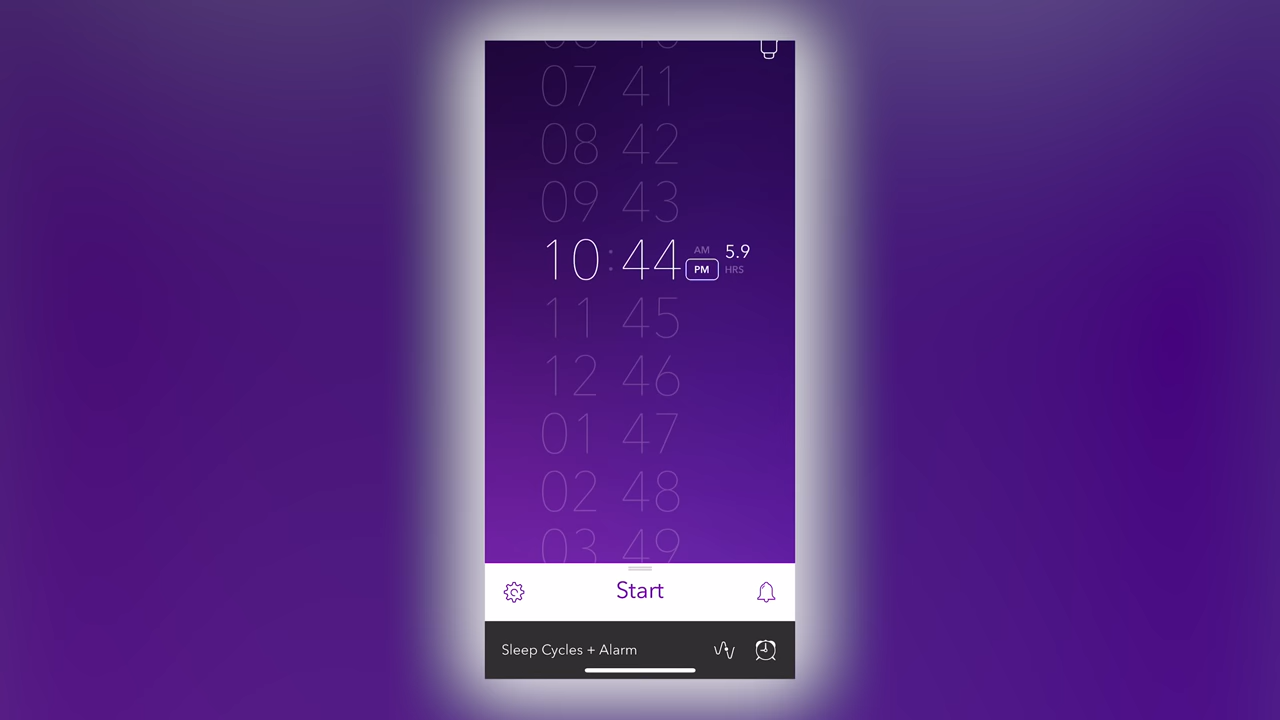 07 41
08 42
09 43
10:44 AM PM 5.9 HRS
11 45
12 46
01 47
02 48
03 49
Start
Sleep Cycles + Alarm